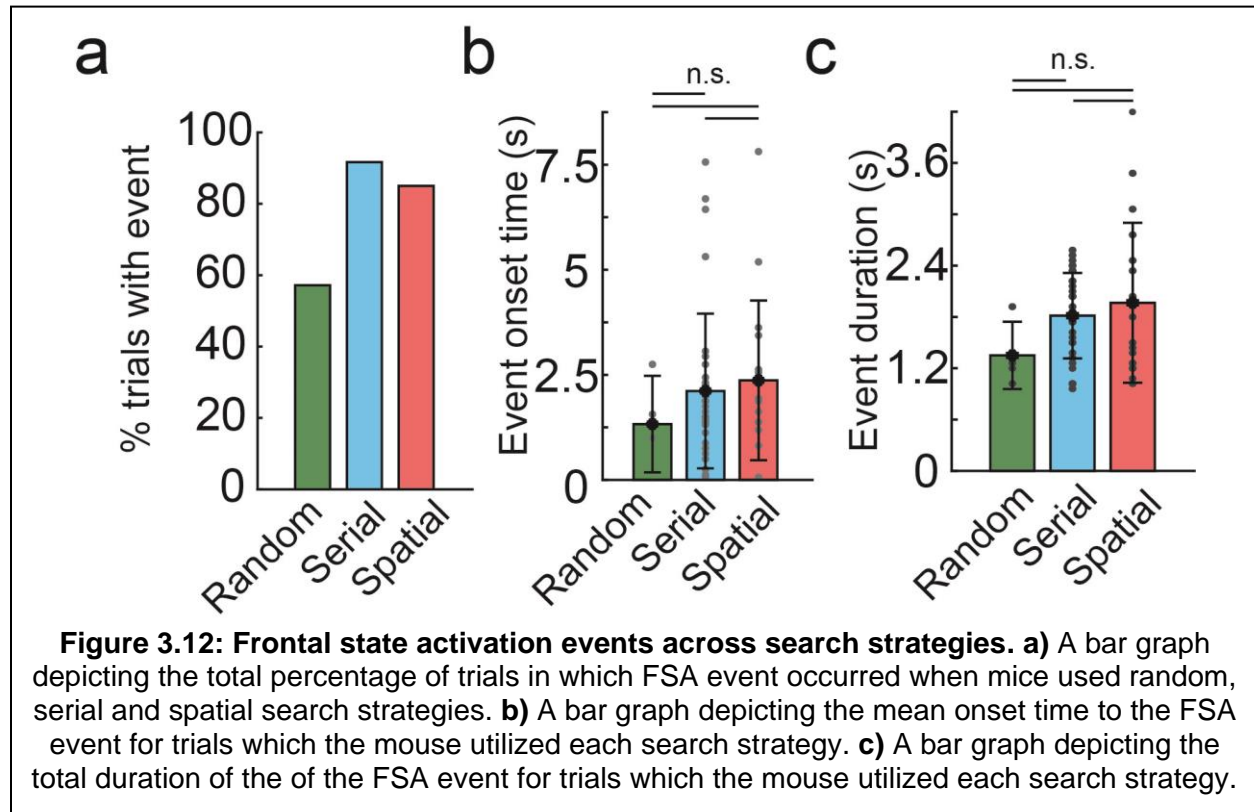 a
% trials with event
100
80
60
40
20
0
Random
Serial
Spatial
b
n.s.
Event onset time (s)
7.5
5
2.5
0
Random
Serial
Spatial
c
n.s.
Event duration (s)
3.6
2.4
1.2
0
Random
Serial
Spatial
Figure 3.12: Frontal state activation events across search strategies. a) A bar graph
depicting the total percentage of trials in which FSA event occurred when mice used random,
serial and spatial search strategies. b) A bar graph depicting the mean onset time to the FSA
event for trials which the mouse utilized each search strategy. c) A bar graph depicting the
total duration of the of the FSA event for trials which the mouse utilized each search strategy.